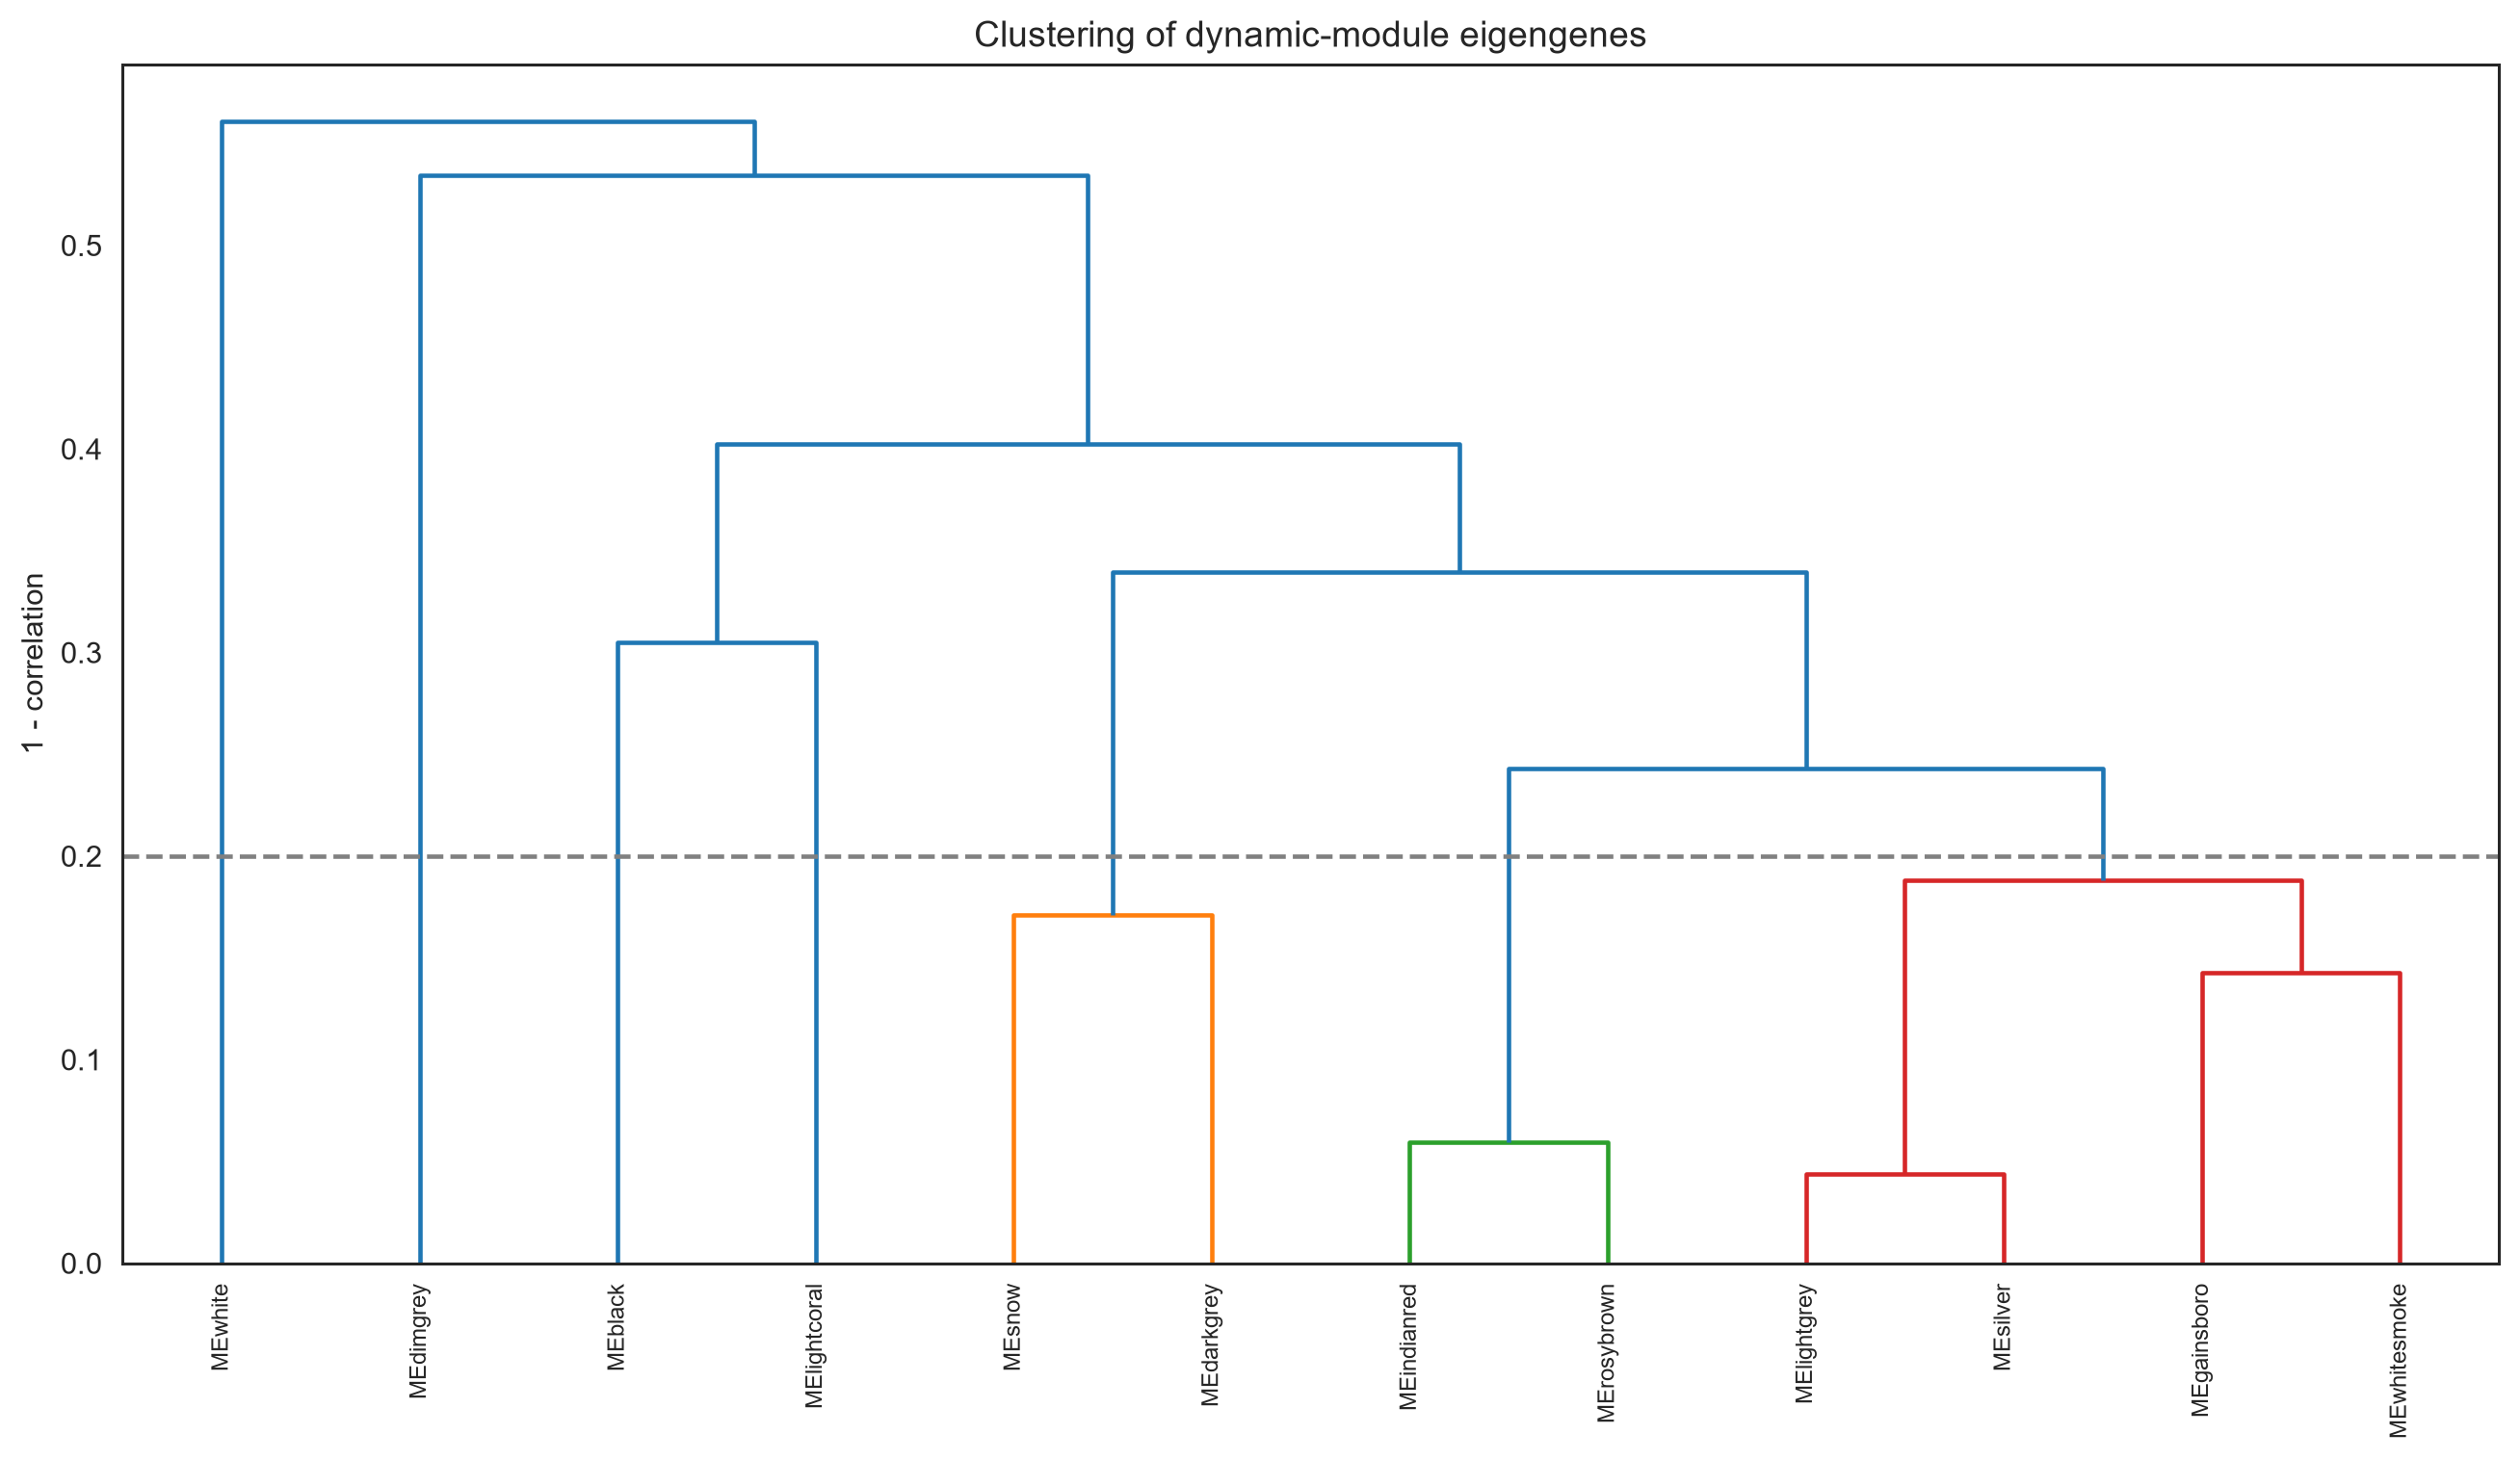 Clustering of dynamic-module eigengenes
1 - correlation
0.5
0.4
0.3
0.2
0.1
0.0
MEwhite
MEdimgrey
MEblack
MElightcoral
MEsnow
MEdarkgrey
MEindianred
MErosybrown
MElightgrey
MEsilver
MEgainsboro
MEwhitesmoke